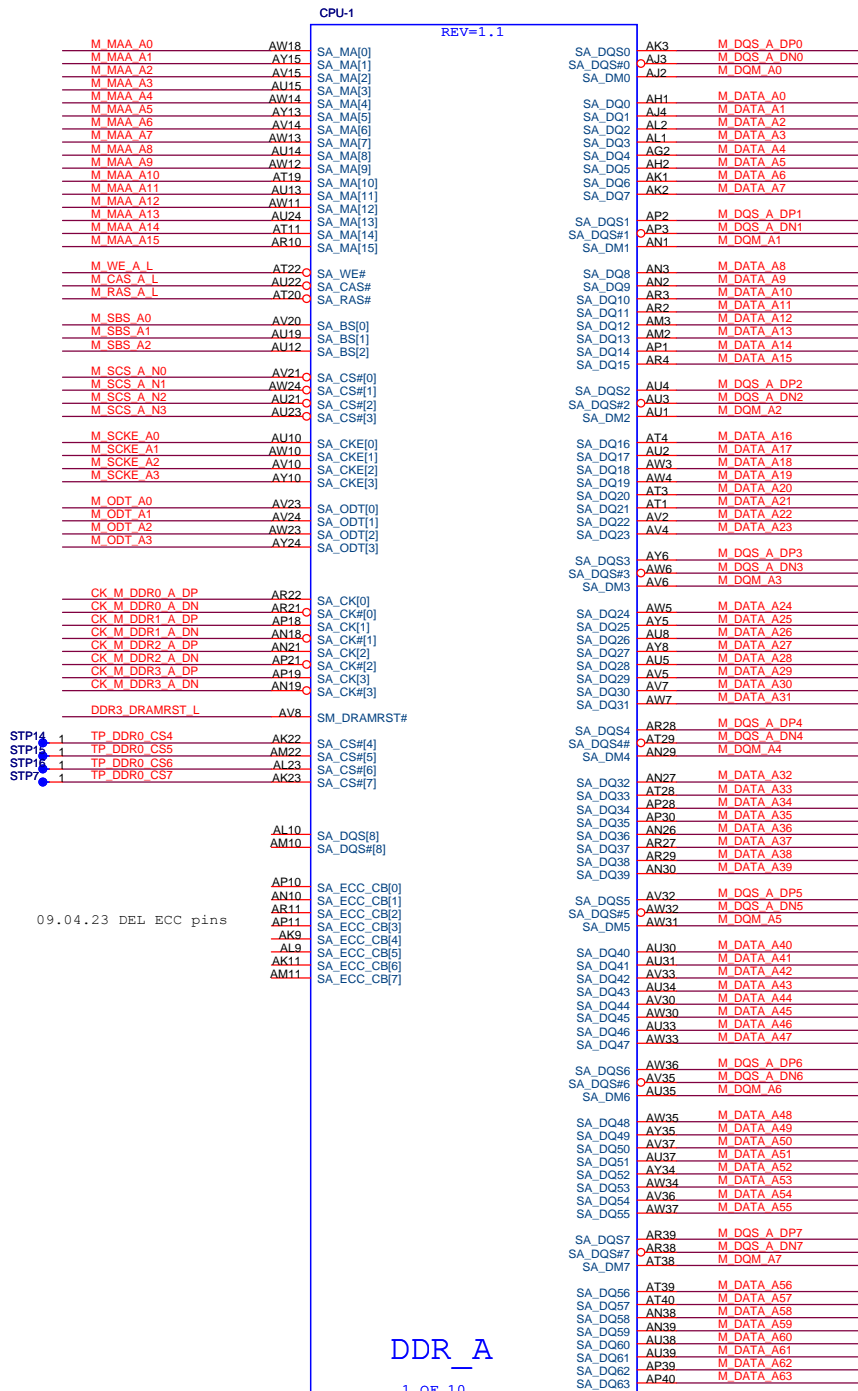 CPU-1
REV=1.1
M_MAA_A0 AW18 SA_MA[0]
M_MAA_A1 AY15 SA_MA[1]
M_MAA_A2 AV15 SA_MA[2]
M_MAA_A3 AU15 SA_MA[3]
M_MAA_A4 AW14 SA_MA[4]
M_MAA_A5 AY13 SA_MA[5]
M_MAA_A6 AV14 SA_MA[6]
M_MAA_A7 AW13 SA_MA[7]
M_MAA_A8 AU14 SA_MA[8]
M_MAA_A9 AW12 SA_MA[9]
M_MAA_A10 AT19 SA_MA[10]
M_MAA_A11 AU13 SA_MA[11]
M_MAA_A12 AW11 SA_MA[12]
M_MAA_A13 AU24 SA_MA[13]
M_MAA_A14 AT11 SA_MA[14]
M_MAA_A15 AR10 SA_MA[15]
M_WE_A_L AT22 SA_WE#
M_CAS_A_L AU22 SA_CAS#
M_RAS_A_L AT20 SA_RAS#
M_SBS_A0 AV20 SA_BS[0]
M_SBS_A1 AU19 SA_BS[1]
M_SBS_A2 AU12 SA_BS[2]
M_SCS_A_N0 AV21 SA_CS#[0]
M_SCS_A_N1 AW24 SA_CS#[1]
M_SCS_A_N2 AU21 SA_CS#[2]
M_SCS_A_N3 AU23 SA_CS#[3]
M_SCKE_A0 AU10 SA_CKE[0]
M_SCKE_A1 AW10 SA_CKE[1]
M_SCKE_A2 AV10 SA_CKE[2]
M_SCKE_A3 AY10 SA_CKE[3]
M_ODT_A0 AV23 SA_ODT[0]
M_ODT_A1 AV24 SA_ODT[1]
M_ODT_A2 AW23 SA_ODT[2]
M_ODT_A3 AY24 SA_ODT[3]
CK_M_DDR0_A_DP AR22 SA_CK[0]
CK_M_DDR0_A_DN AR21 SA_CK#[0]
CK_M_DDR1_A_DP AP18 SA_CK[1]
CK_M_DDR1_A_DN AN18 SA_CK#[1]
CK_M_DDR2_A_DP AN21 SA_CK[2]
CK_M_DDR2_A_DN AP21 SA_CK#[2]
CK_M_DDR3_A_DP AP19 SA_CK[3]
CK_M_DDR3_A_DN AN19 SA_CK#[3]
DDR3_DRAMRST_L AV8 SM_DRAMRST#
STP14 1 TP_DDR0_CS4 AK22 SA_CS#[4]
STP15 1 TP_DDR0_CS5 AM22 SA_CS#[5]
STP16 1 TP_DDR0_CS6 AL23 SA_CS#[6]
STP7 1 TP_DDR0_CS7 AK23 SA_CS#[7]
AL10 SA_DQS[8]
AM10 SA_DQS#[8]
AP10 SA_ECC_CB[0]
AN10 SA_ECC_CB[1]
AR11 SA_ECC_CB[2]
09.04.23 DEL ECC pins
AP11 SA_ECC_CB[3]
AK9 SA_ECC_CB[4]
AL9 SA_ECC_CB[5]
AK11 SA_ECC_CB[6]
AM11 SA_ECC_CB[7]
SA_DQS0 AK3 M_DQS_A_DP0
SA_DQS#0 AJ3 M_DQS_A_DN0
SA_DM0 AJ2 M_DQM_A0
SA_DQ0 AH1 M_DATA_A0
SA_DQ1 AJ4 M_DATA_A1
SA_DQ2 AL2 M_DATA_A2
SA_DQ3 AL1 M_DATA_A3
SA_DQ4 AG2 M_DATA_A4
SA_DQ5 AH2 M_DATA_A5
SA_DQ6 AK1 M_DATA_A6
SA_DQ7 AK2 M_DATA_A7
SA_DQS1 AP2 M_DQS_A_DP1
SA_DQS#1 AP3 M_DQS_A_DN1
SA_DM1 AN1 M_DQM_A1
SA_DQ8 AN3 M_DATA_A8
SA_DQ9 AN2 M_DATA_A9
SA_DQ10 AR3 M_DATA_A10
SA_DQ11 AR2 M_DATA_A11
SA_DQ12 AM3 M_DATA_A12
SA_DQ13 AM2 M_DATA_A13
SA_DQ14 AP1 M_DATA_A14
SA_DQ15 AR4 M_DATA_A15
SA_DQS2 AU4 M_DQS_A_DP2
SA_DQS#2 AU3 M_DQS_A_DN2
SA_DM2 AU1 M_DQM_A2
SA_DQ16 AT4 M_DATA_A16
SA_DQ17 AU2 M_DATA_A17
SA_DQ18 AW3 M_DATA_A18
SA_DQ19 AW4 M_DATA_A19
SA_DQ20 AT3 M_DATA_A20
SA_DQ21 AT1 M_DATA_A21
SA_DQ22 AV2 M_DATA_A22
SA_DQ23 AV4 M_DATA_A23
SA_DQS3 AY6 M_DQS_A_DP3
SA_DQS#3 AW6 M_DQS_A_DN3
SA_DM3 AV6 M_DQM_A3
SA_DQ24 AW5 M_DATA_A24
SA_DQ25 AY5 M_DATA_A25
SA_DQ26 AU8 M_DATA_A26
SA_DQ27 AY8 M_DATA_A27
SA_DQ28 AU5 M_DATA_A28
SA_DQ29 AV5 M_DATA_A29
SA_DQ30 AV7 M_DATA_A30
SA_DQ31 AW7 M_DATA_A31
SA_DQS4 AR28 M_DQS_A_DP4
SA_DQS4# AT29 M_DQS_A_DN4
SA_DM4 AN29 M_DQM_A4
SA_DQ32 AN27 M_DATA_A32
SA_DQ33 AT28 M_DATA_A33
SA_DQ34 AP28 M_DATA_A34
SA_DQ35 AP30 M_DATA_A35
SA_DQ36 AN26 M_DATA_A36
SA_DQ37 AR27 M_DATA_A37
SA_DQ38 AR29 M_DATA_A38
SA_DQ39 AN30 M_DATA_A39
SA_DQS5 AV32 M_DQS_A_DP5
SA_DQS#5 AW32 M_DQS_A_DN5
SA_DM5 AW31 M_DQM_A5
SA_DQ40 AU30 M_DATA_A40
SA_DQ41 AU31 M_DATA_A41
SA_DQ42 AV33 M_DATA_A42
SA_DQ43 AU34 M_DATA_A43
SA_DQ44 AV30 M_DATA_A44
SA_DQ45 AW30 M_DATA_A45
SA_DQ46 AU33 M_DATA_A46
SA_DQ47 AW33 M_DATA_A47
SA_DQS6 AW36 M_DQS_A_DP6
SA_DQS#6 AV35 M_DQS_A_DN6
SA_DM6 AU35 M_DQM_A6
SA_DQ48 AW35 M_DATA_A48
SA_DQ49 AY35 M_DATA_A49
SA_DQ50 AV37 M_DATA_A50
SA_DQ51 AU37 M_DATA_A51
SA_DQ52 AY34 M_DATA_A52
SA_DQ53 AW34 M_DATA_A53
SA_DQ54 AV36 M_DATA_A54
SA_DQ55 AW37 M_DATA_A55
SA_DQS7 AR39 M_DQS_A_DP7
SA_DQS#7 AR38 M_DQS_A_DN7
SA_DM7 AT38 M_DQM_A7
SA_DQ56 AT39 M_DATA_A56
SA_DQ57 AT40 M_DATA_A57
SA_DQ58 AN38 M_DATA_A58
SA_DQ59 AN39 M_DATA_A59
SA_DQ60 AU38 M_DATA_A60
SA_DQ61 AU39 M_DATA_A61
SA_DQ62 AP39 M_DATA_A62
SA_DQ63 AP40 M_DATA_A63
DDR_A
1 OF 10